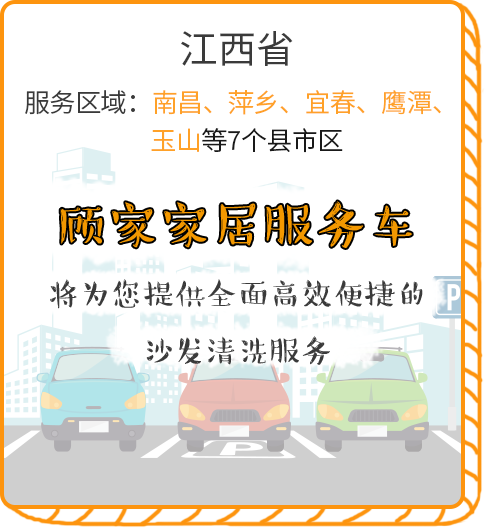 江西省
服务区域：南昌、萍乡、宜春、鹰潭、
玉山等7个县市区
顾家家居服务车
将为您提供全面高效便捷的
沙发清洗服务
P
P